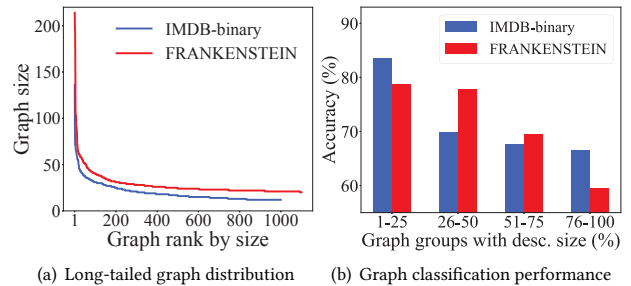 IMDB-binary
FRANKENSTEIN
Graph size
200
150
100
50
0
1 200 400 600 800 1000
Graph rank by size
(a) Long-tailed graph distribution
IMDB-binary
FRANKENSTEIN
Accuracy (%)
90
80
70
60
1-25 26-50 51-75 76-100
Graph groups with desc. size (%)
(b) Graph classification performance